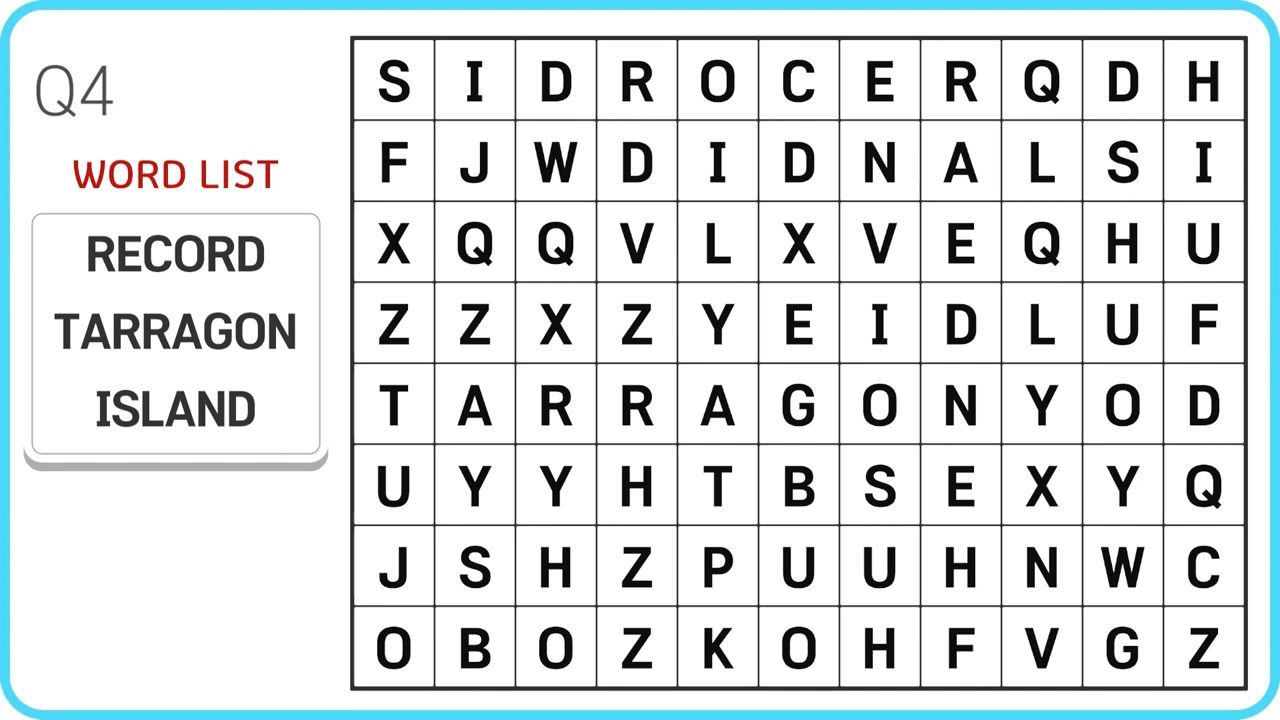 Q4
WORD LIST
RECORD
TARRAGON
ISLAND
S I D R O C E R Q D H
F J W D I D N A L S I
X Q Q V L X V E Q H U
Z Z X Z Y E I D L U F
T A R R A G O N Y O D
U Y Y H T B S E X Y Q
J S H Z P U U H N W C
O B O Z K O H F V G Z